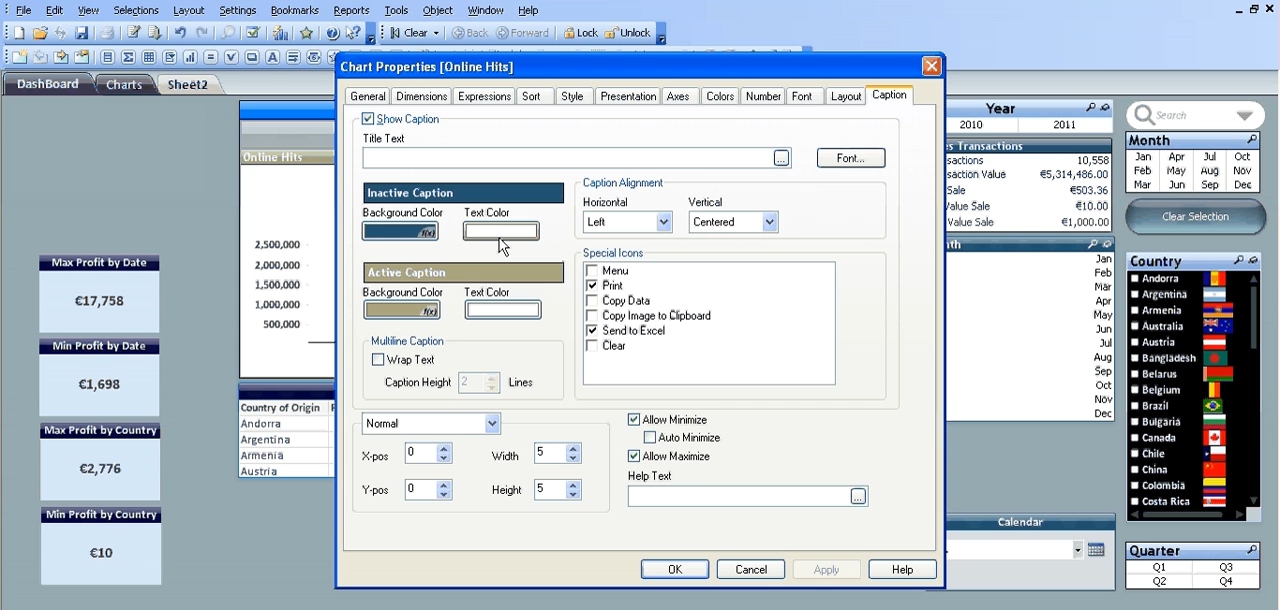 File Edit View Selections Layout Settings Bookmarks Reports Tools Object Window Help
Clear Back Forward Lock Unlock
DashBoard Charts Sheet2
Chart Properties [Online Hits]
General Dimensions Expressions Sort Style Presentation Axes Colors Number Font Layout Caption
Show Caption
Title Text
... Font...
Inactive Caption
Background Color Text Color
f(x)
Active Caption
Background Color Text Color
f(x)
Multiline Caption
Wrap Text
Caption Height 2 Lines
Caption Alignment
Horizontal Vertical
Left Centered
Special Icons
Menu
Print
Copy Data
Copy Image to Clipboard
Send to Excel
Clear
Normal
X-pos 0 Width 5
Y-pos 0 Height 5
Allow Minimize
Auto Minimize
Allow Maximize
Help Text
...
OK Cancel Apply Help
Online Hits
2,500,000
2,000,000
1,500,000
1,000,000
500,000
Max Profit by Date
€17,758
Min Profit by Date
€1,698
Max Profit by Country
€2,776
Min Profit by Country
€10
Country of Origin
Andorra
Argentina
Armenia
Austria
Year
2010 2011
es Transactions
sactions 10,558
saction Value €5,314,486.00
Sale €503.36
Value Sale €10.00
Value Sale €1,000.00
nth
Jan
Feb
Mar
Apr
May
Jun
Jul
Aug
Sep
Oct
Nov
Dec
Calendar
Search
Month
Jan Apr Jul Oct
Feb May Aug Nov
Mar Jun Sep Dec
Clear Selection
Country
Andorra
Argentina
Armenia
Australia
Austria
Bangladesh
Belarus
Belgium
Brazil
Bulgaria
Canada
Chile
China
Colombia
Costa Rica
Quarter
Q1 Q3
Q2 Q4